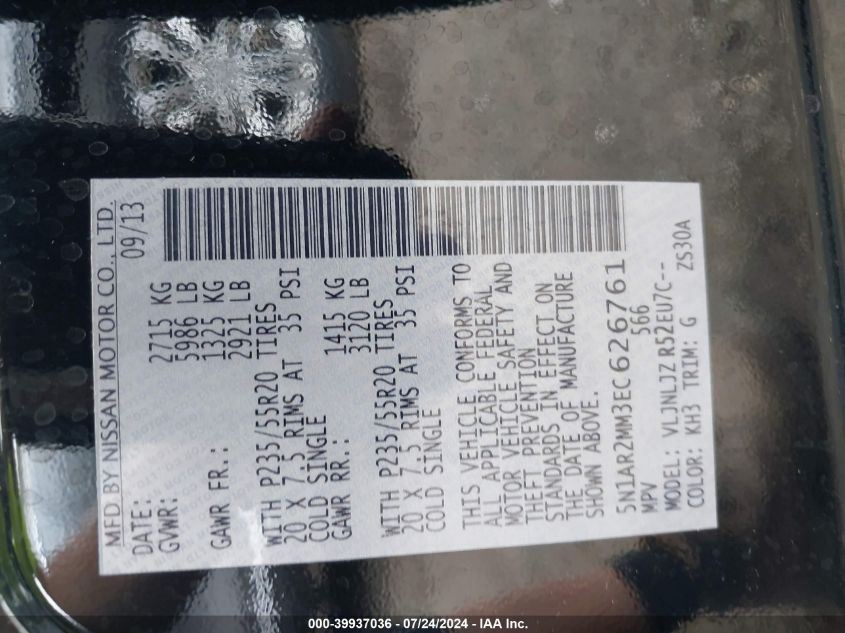 MFD BY NISSAN MOTOR CO., LTD.
DATE: 09/13
GVWR: 2715 KG
5986 LB
GAWR FR.: 1325 KG
2921 LB
WITH P235/55R20 TIRES
20 X 7.5 RIMS AT 35 PSI
COLD SINGLE
GAWR RR.: 1415 KG
3120 LB
WITH P235/55R20 TIRES
20 X 7.5 RIMS AT 35 PSI
COLD SINGLE
THIS VEHICLE CONFORMS TO
ALL APPLICABLE FEDERAL
MOTOR VEHICLE SAFETY AND
THEFT PREVENTION
STANDARDS IN EFFECT ON
THE DATE OF MANUFACTURE
SHOWN ABOVE.
5N1AR2MM3EC626761
MPV 566
MODEL: VLJNLJZ R52EU7C--
COLOR: KH3 TRIM: G ZS30A
000-39937036 / 07/24/2024 - IAA Inc.